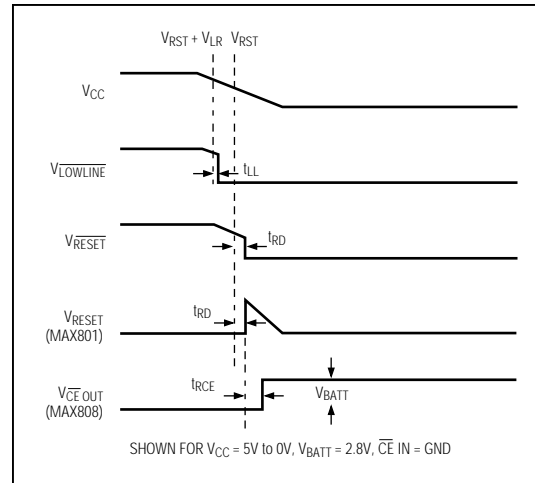 VRST + VLR VRST
VCC
VLOWLINE
tLL
VRESET
tRD
VRESET
(MAX801)
tRD
VCE OUT
(MAX808)
tRCE
VBATT
SHOWN FOR VCC = 5V to 0V, VBATT = 2.8V, CE IN = GND